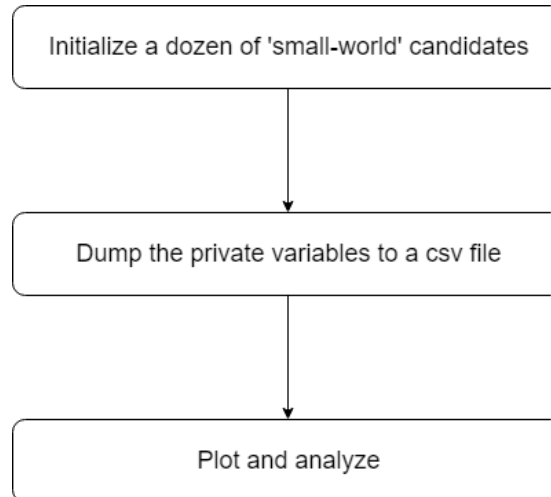 Initialize a dozen of 'small-world' candidates
Dump the private variables to a csv file
Plot and analyze